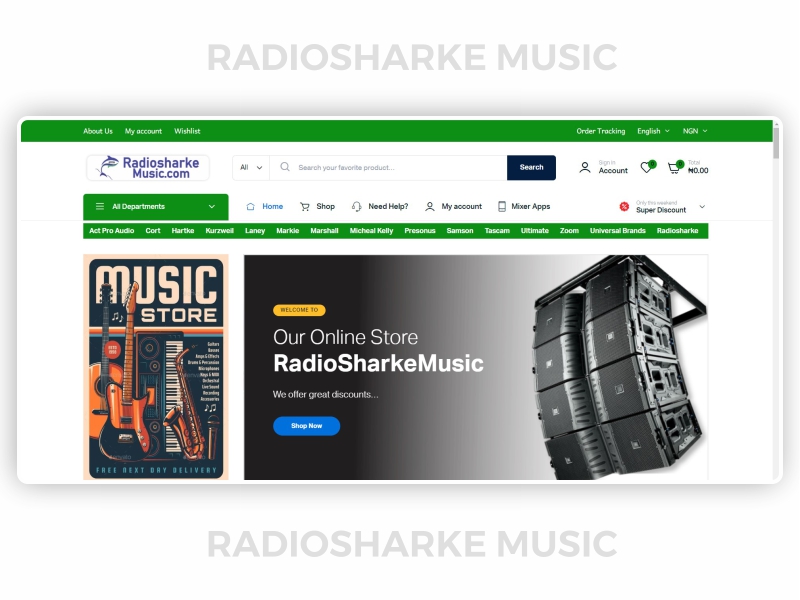 RADIOSHARKE MUSIC
About Us My account Wishlist Order Tracking English NGN
Radiosharke Music.com
All Search your favorite product... Search
Sign in Account 0 0 Total ₦0.00
All Departments Home Shop Need Help? My account Mixer Apps Only this weekend Super Discount
Act Pro Audio Cort Hartke Kurzweil Laney Markie Marshall Micheal Kelly Presonus Samson Tascam Ultimate Zoom Universal Brands Radiosharke
MUSIC
STORE
Guitars
Basses
Amps & Effects
Drums & Percussion
Microphones
Keys & MIDI
Orchestral
Live Sound
Recording
Accessories
FREE NEXT DAY DELIVERY
WELCOME TO
Our Online Store
RadioSharkeMusic
We offer great discounts...
Shop Now
RADIOSHARKE MUSIC